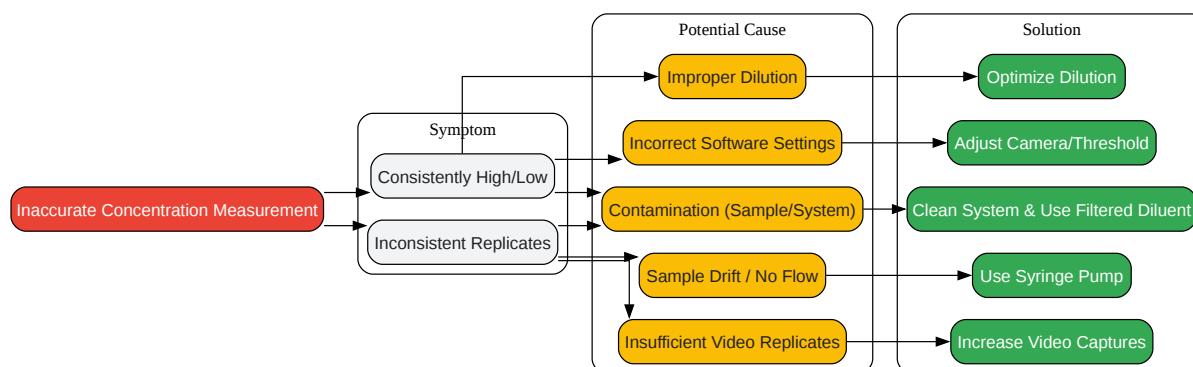 Potential Cause
Solution
Improper Dilution
Optimize Dilution
Symptom
Incorrect Software Settings
Adjust Camera/Threshold
Consistently High/Low
Inaccurate Concentration Measurement
Contamination (Sample/System)
Clean System & Use Filtered Diluent
Inconsistent Replicates
Sample Drift / No Flow
Use Syringe Pump
Insufficient Video Replicates
Increase Video Captures